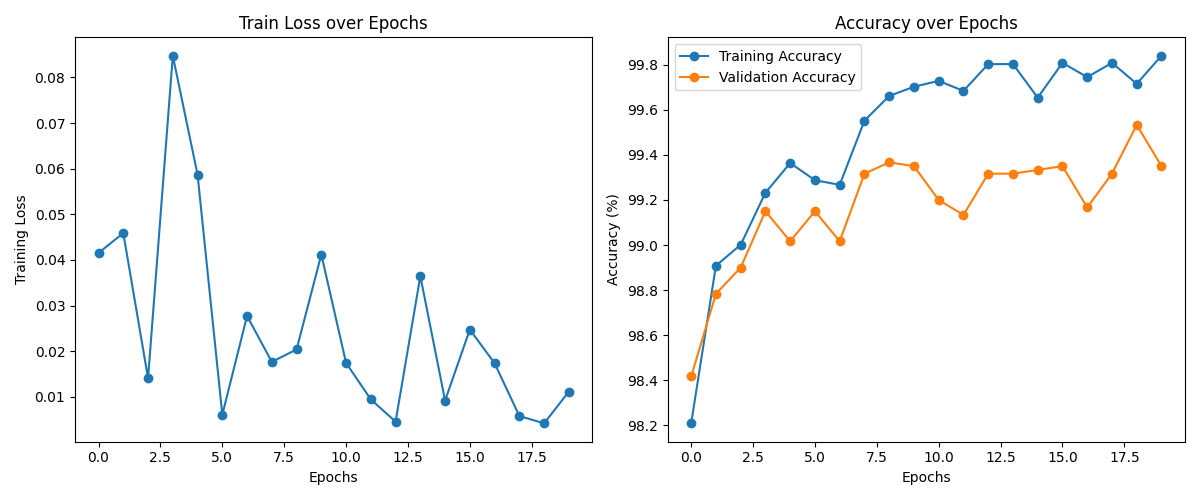 Train Loss over Epochs
Training Loss
0.08
0.07
0.06
0.05
0.04
0.03
0.02
0.01
0.0 2.5 5.0 7.5 10.0 12.5 15.0 17.5
Epochs
Accuracy over Epochs
Training Accuracy
Validation Accuracy
Accuracy (%)
99.8
99.6
99.4
99.2
99.0
98.8
98.6
98.4
98.2
0.0 2.5 5.0 7.5 10.0 12.5 15.0 17.5
Epochs